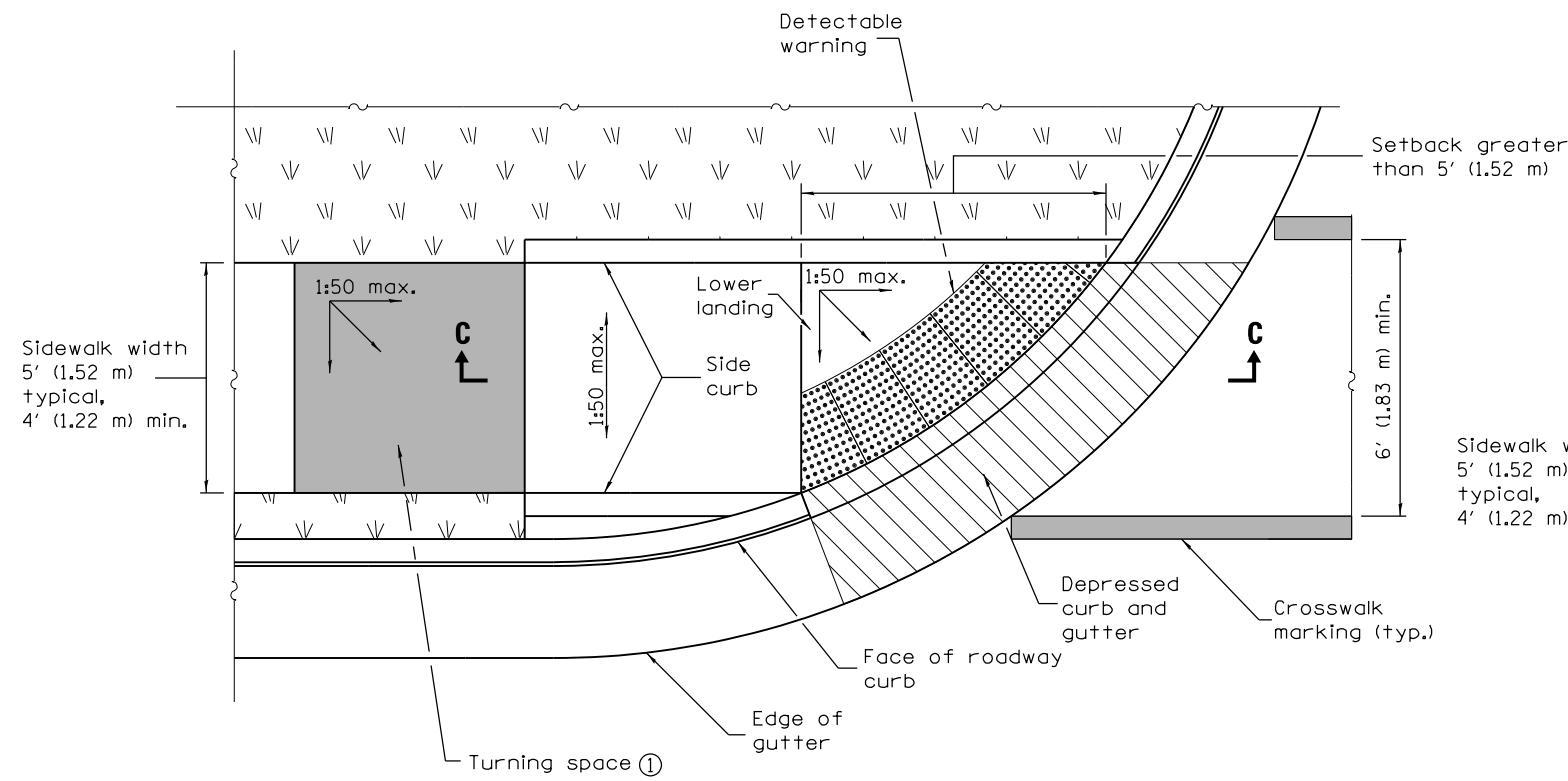 Detectable
warning
Setback greater
than 5' (1.52 m)
1:50 max.
1:50 max.
Lower
landing
C
C
Sidewalk width
5' (1.52 m)
typical,
4' (1.22 m) min.
1:50 max.
Side
curb
6' (1.83 m) min.
Sidewalk w
5' (1.52 m)
typical,
4' (1.22 m)
Depressed
curb and
gutter
Crosswalk
marking (typ.)
Face of roadway
curb
Edge of
gutter
Turning space ①